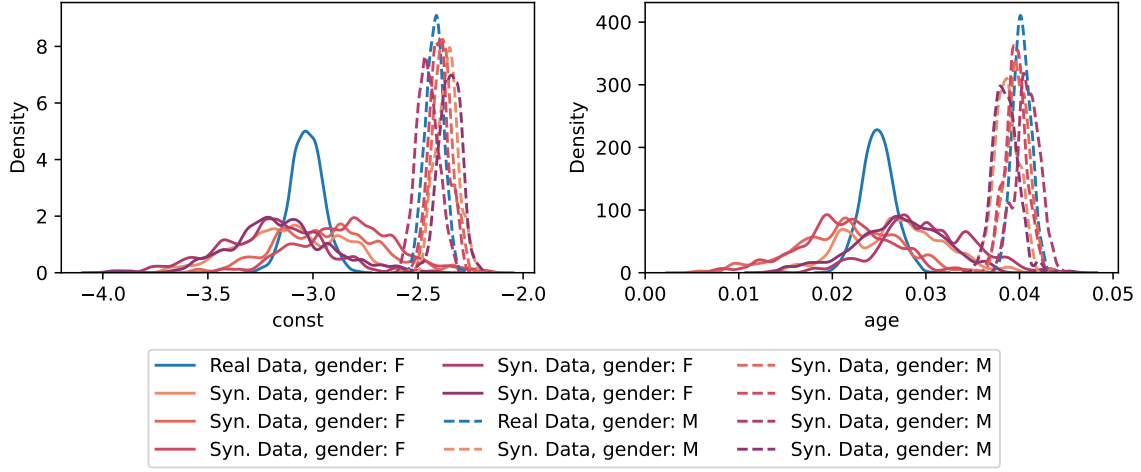 Density
8
6
4
2
0
−4.0 −3.5 −3.0 −2.5 −2.0
const
Density
400
300
200
100
0
0.00 0.01 0.02 0.03 0.04 0.05
age
Real Data, gender: F
Syn. Data, gender: F
Syn. Data, gender: F
Syn. Data, gender: F
Syn. Data, gender: F
Syn. Data, gender: F
Real Data, gender: M
Syn. Data, gender: M
Syn. Data, gender: M
Syn. Data, gender: M
Syn. Data, gender: M
Syn. Data, gender: M